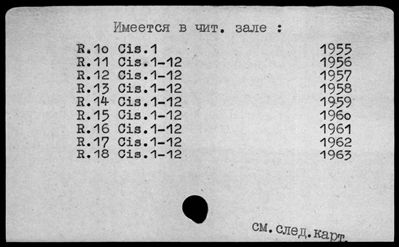 Имеется в чит. зале :
R.1o Cis.1 1955
R.11 Cis.1-12 1956
R.12 Cis.1-12 1957
R.13 Cis.1-12 1958
R.14 Cis.1-12 1959
R.15 Cis.1-12 196o
R.16 Cis.1-12 1961
R.17 Cis.1-12 1962
R.18 Cis.1-12 1963
см.след.карт.